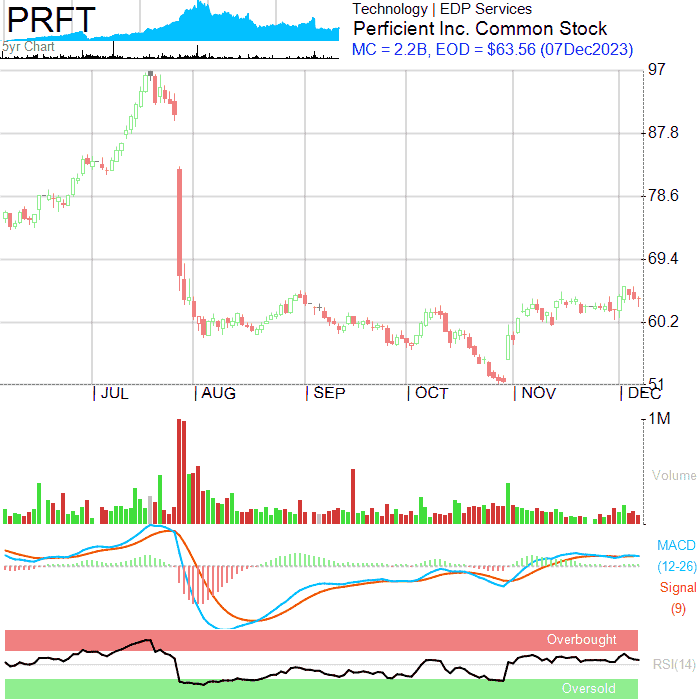 PRFT
5yr Chart
Technology | EDP Services
Perficient Inc. Common Stock
MC = 2.2B, EOD = $63.56 (07Dec2023)
97
87.8
78.6
69.4
60.2
51
JUL
AUG
SEP
OCT
NOV
DEC
1M
Volume
MACD
(12-26)
Signal
(9)
Overbought
RSI(14)
Oversold